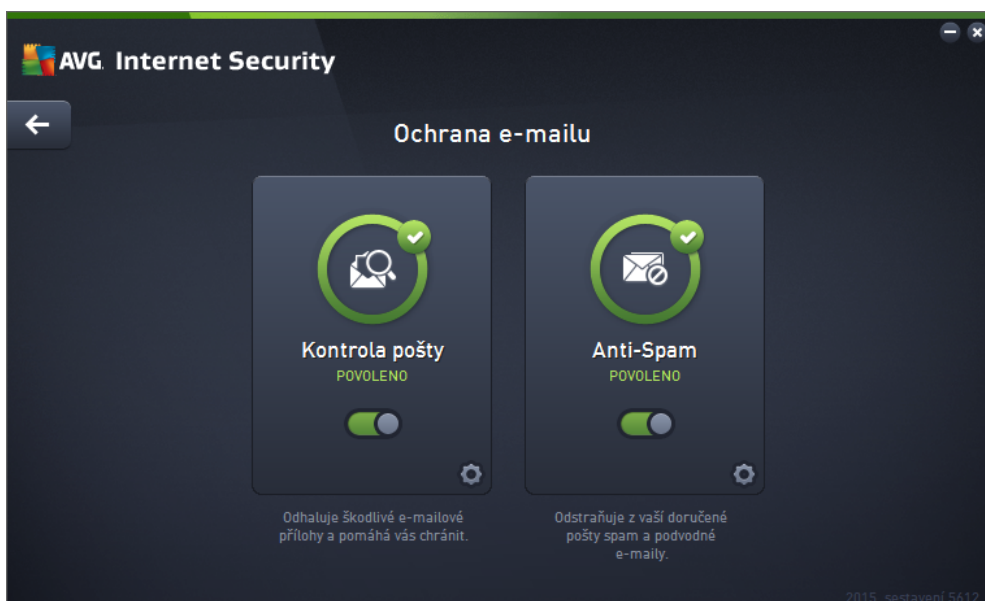 AVG. Internet Security
Ochrana e-mailu
Kontrola pošty
POVOLENO
Odhaluje škodlivé e-mailové
přílohy a pomáhá vás chránit.
Anti-Spam
POVOLENO
Odstraňuje z vaší doručené
pošty spam a podvodné
e-maily.
2015, sestavení 5612